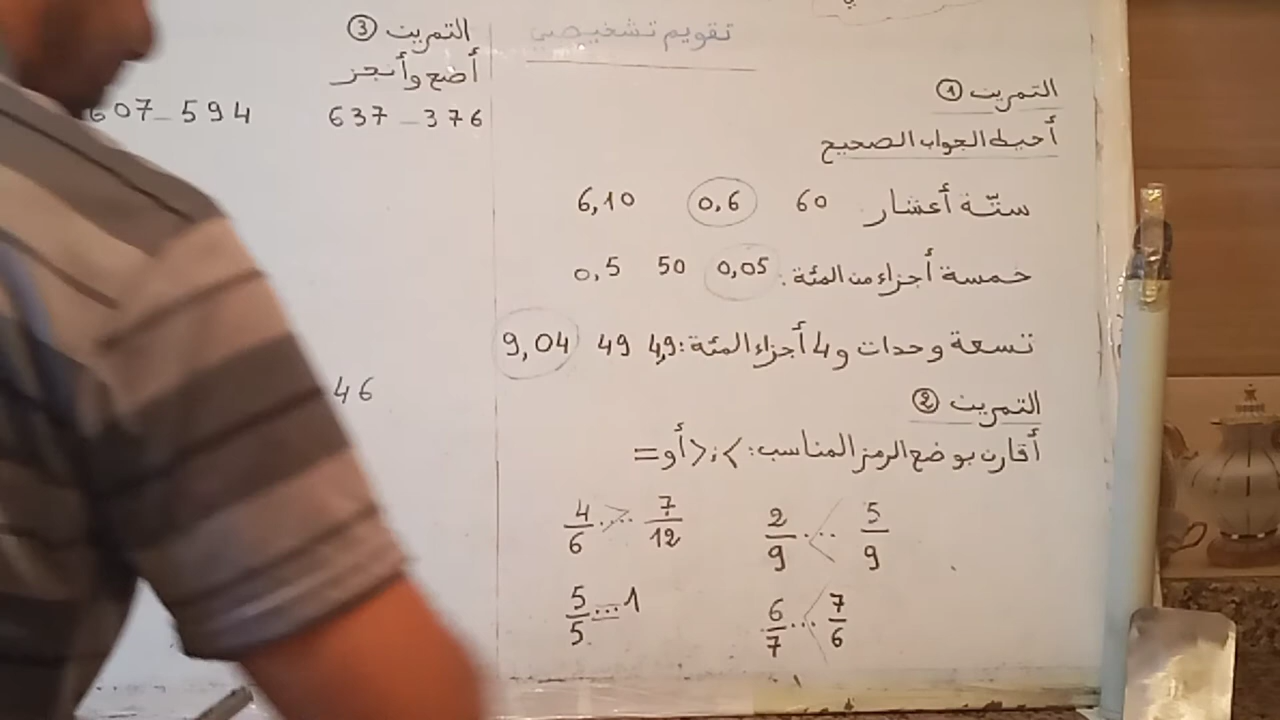 تقويم تشخيصي
التمرين ①
أحيط الجواب الصحيح
ستّة أعشار 60 0,6 6,10
خمسة أجزاء من المئة: 0,05 50 0,5
تسعة وحدات و 4 أجزاء المئة: 4,9 49 9,04
التمرين ②
أقارن بوضع الرمز المناسب: < ; > أو =
2/9 ..<.. 5/9
4/6 ..>.. 7/12
6/7 ...< 7/6
5/5 ...= 1
التمرين ③
أضع وأنجز
637 - 376
607 - 594
46